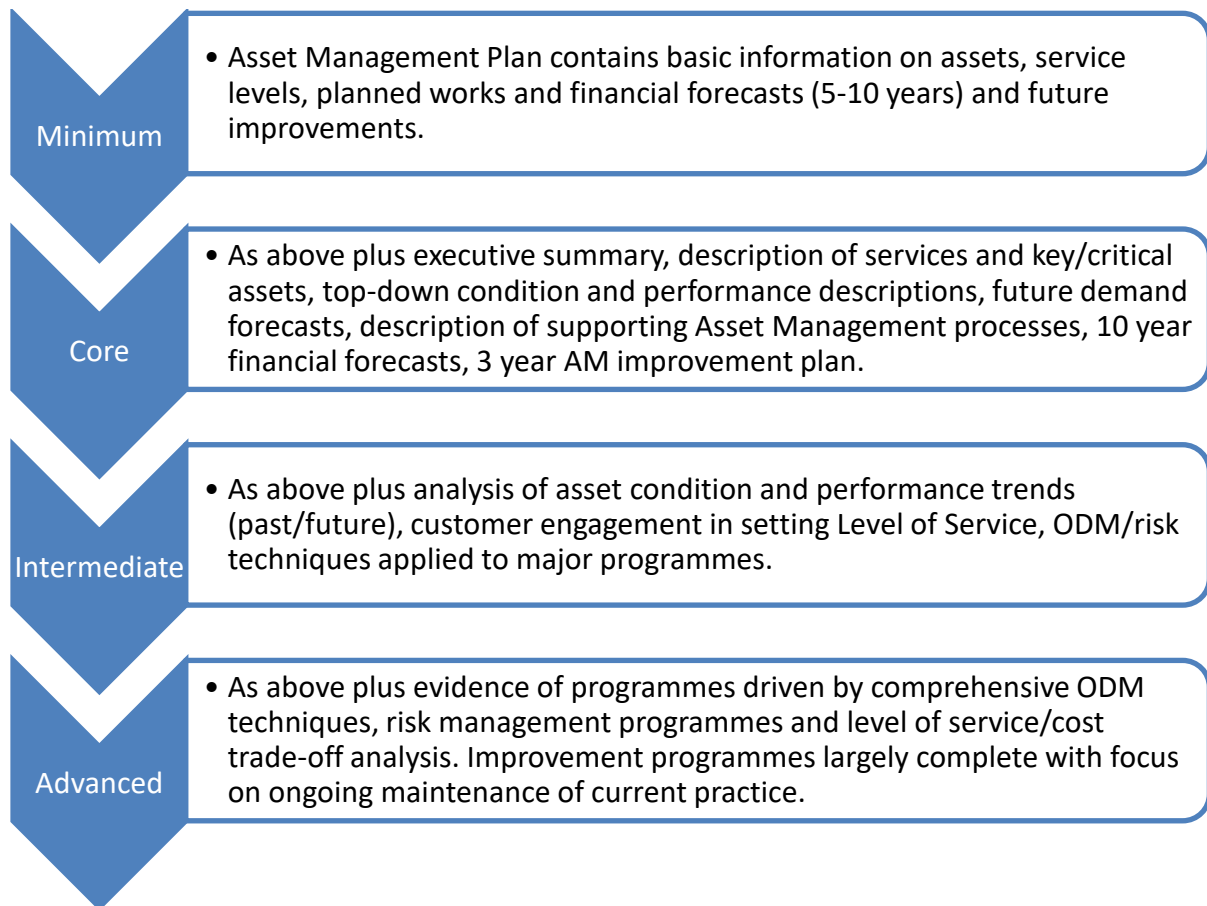 Minimum
• Asset Management Plan contains basic information on assets, service
levels, planned works and financial forecasts (5-10 years) and future
improvements.
Core
• As above plus executive summary, description of services and key/critical
assets, top-down condition and performance descriptions, future demand
forecasts, description of supporting Asset Management processes, 10 year
financial forecasts, 3 year AM improvement plan.
Intermediate
• As above plus analysis of asset condition and performance trends
(past/future), customer engagement in setting Level of Service, ODM/risk
techniques applied to major programmes.
Advanced
• As above plus evidence of programmes driven by comprehensive ODM
techniques, risk management programmes and level of service/cost
trade-off analysis. Improvement programmes largely complete with focus
on ongoing maintenance of current practice.